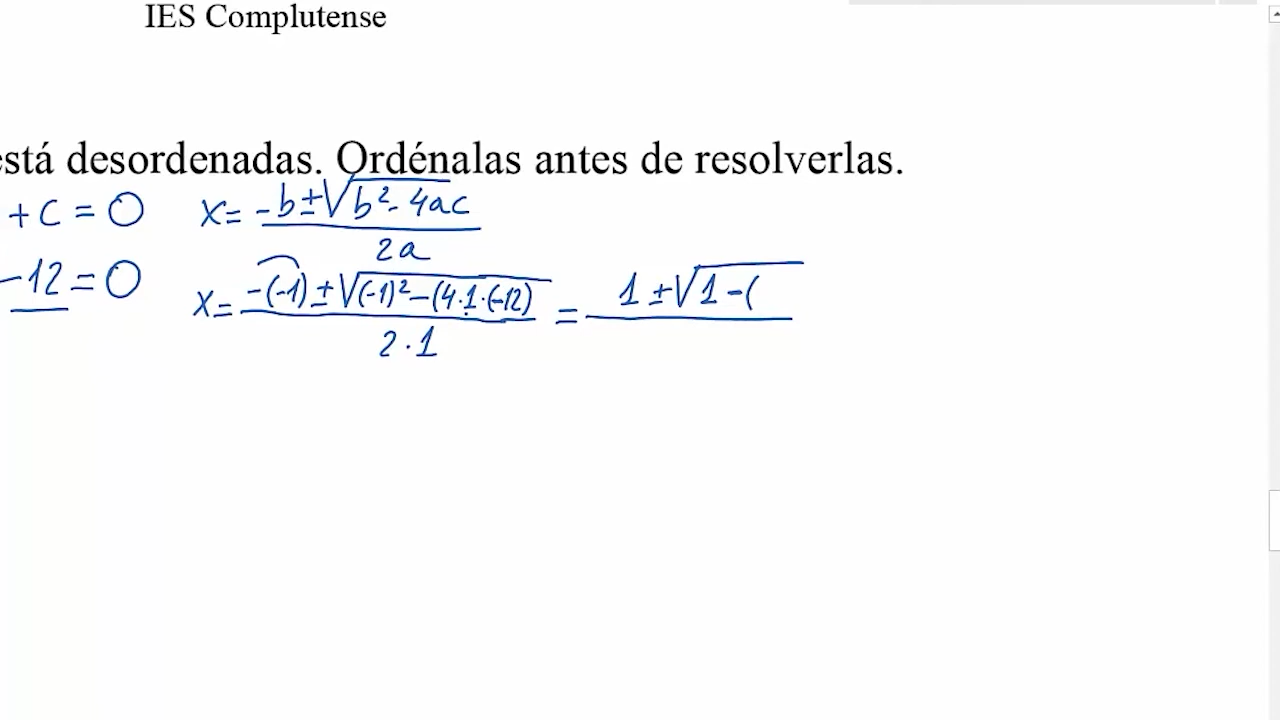 IES Complutense
está desordenadas. Ordénalas antes de resolverlas.
+ c = 0 x = -b ± √b² - 4ac / 2a
-12 = 0 x = -(-1) ± √(-1)² - (4·1·(-12) / 2·1 = 1 ± √1 - (